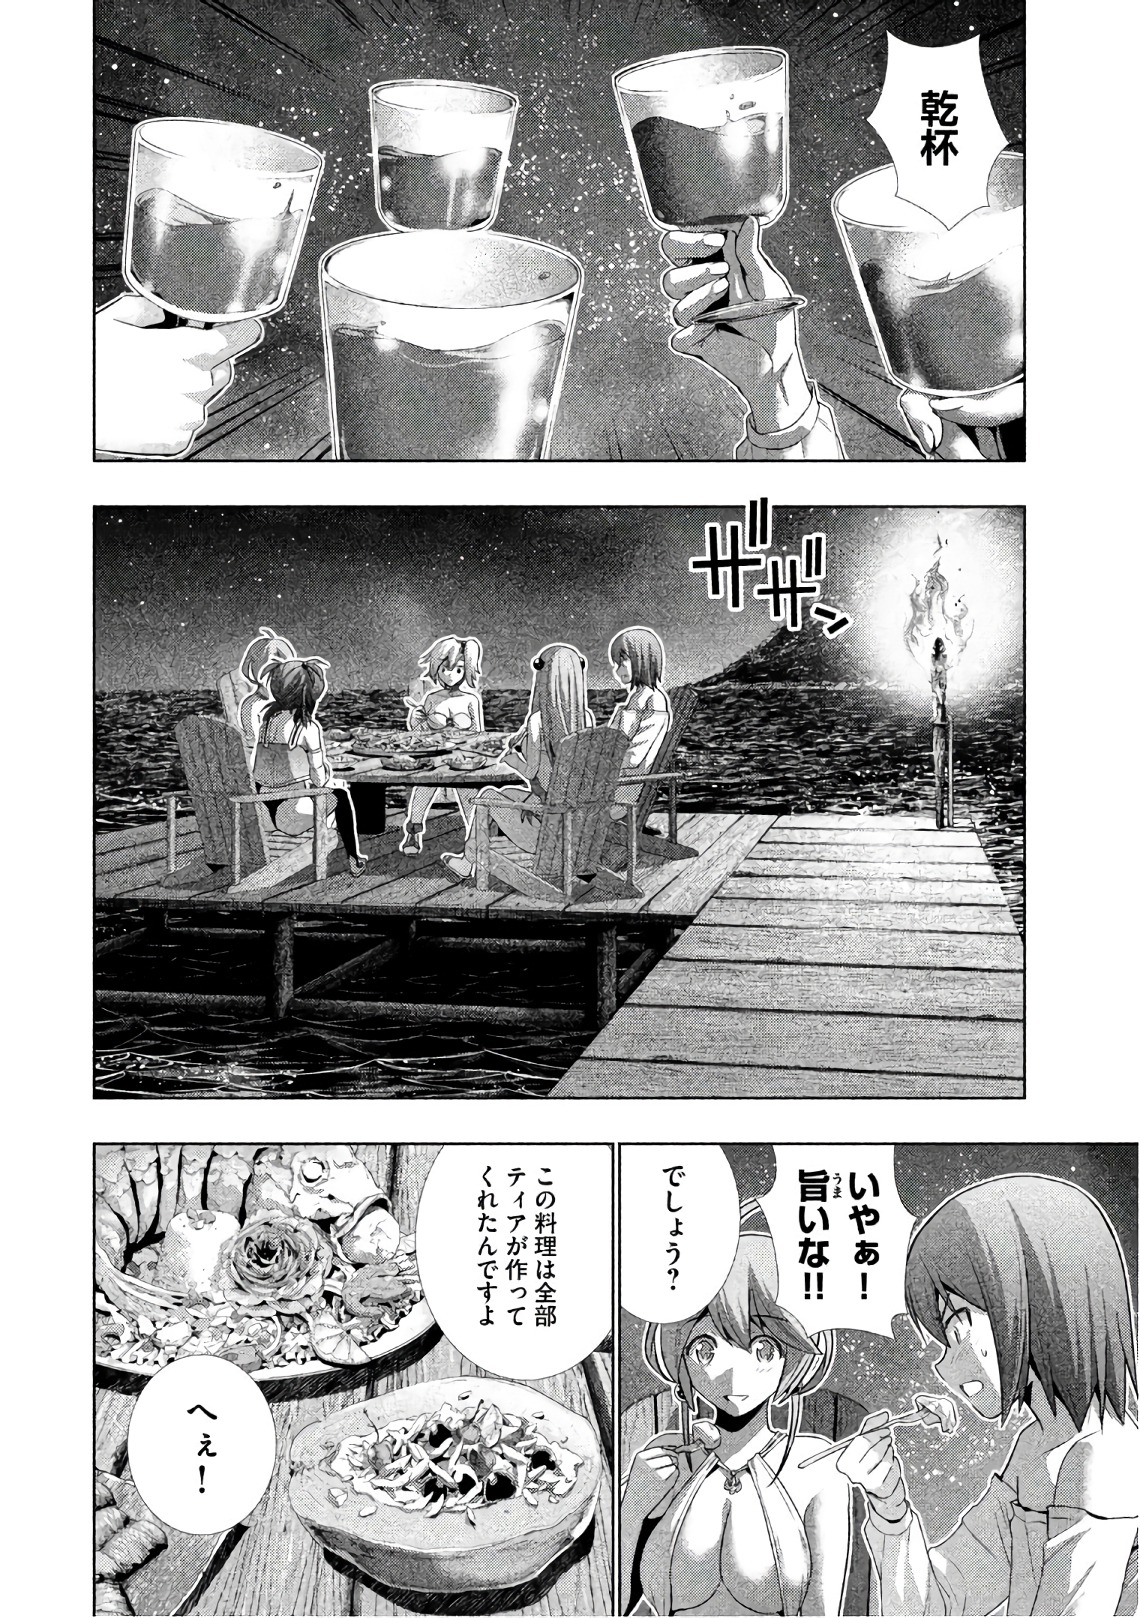 乾杯
ザザン
いやぁ！
旨いな!!
うま
でしょう？
この料理は全部
ティアが作って
くれたんですよ
へぇ！